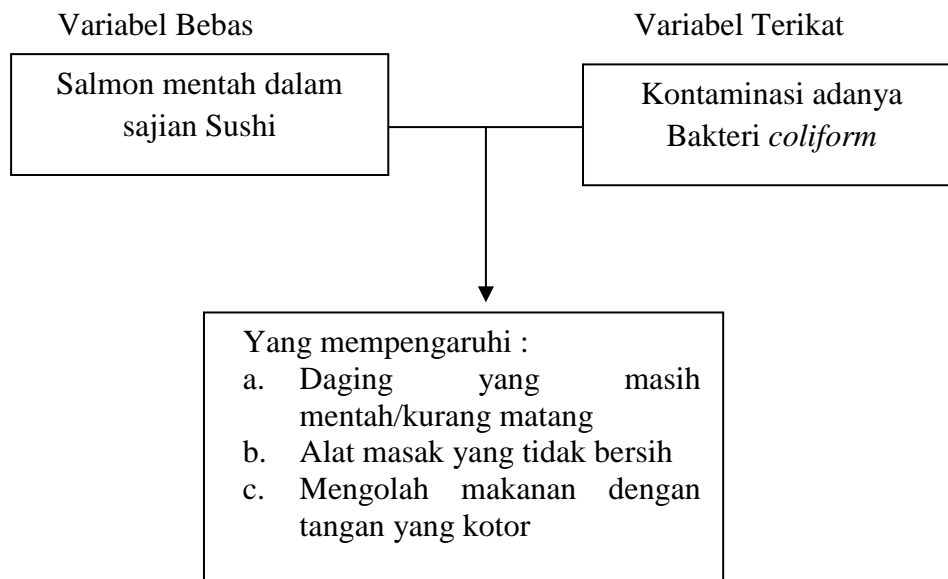 Variabel Bebas
Variabel Terikat
Salmon mentah dalam
sajian Sushi
Kontaminasi adanya
Bakteri coliform
Yang mempengaruhi :
a. Daging yang masih
mentah/kurang matang
b. Alat masak yang tidak bersih
c. Mengolah makanan dengan
tangan yang kotor